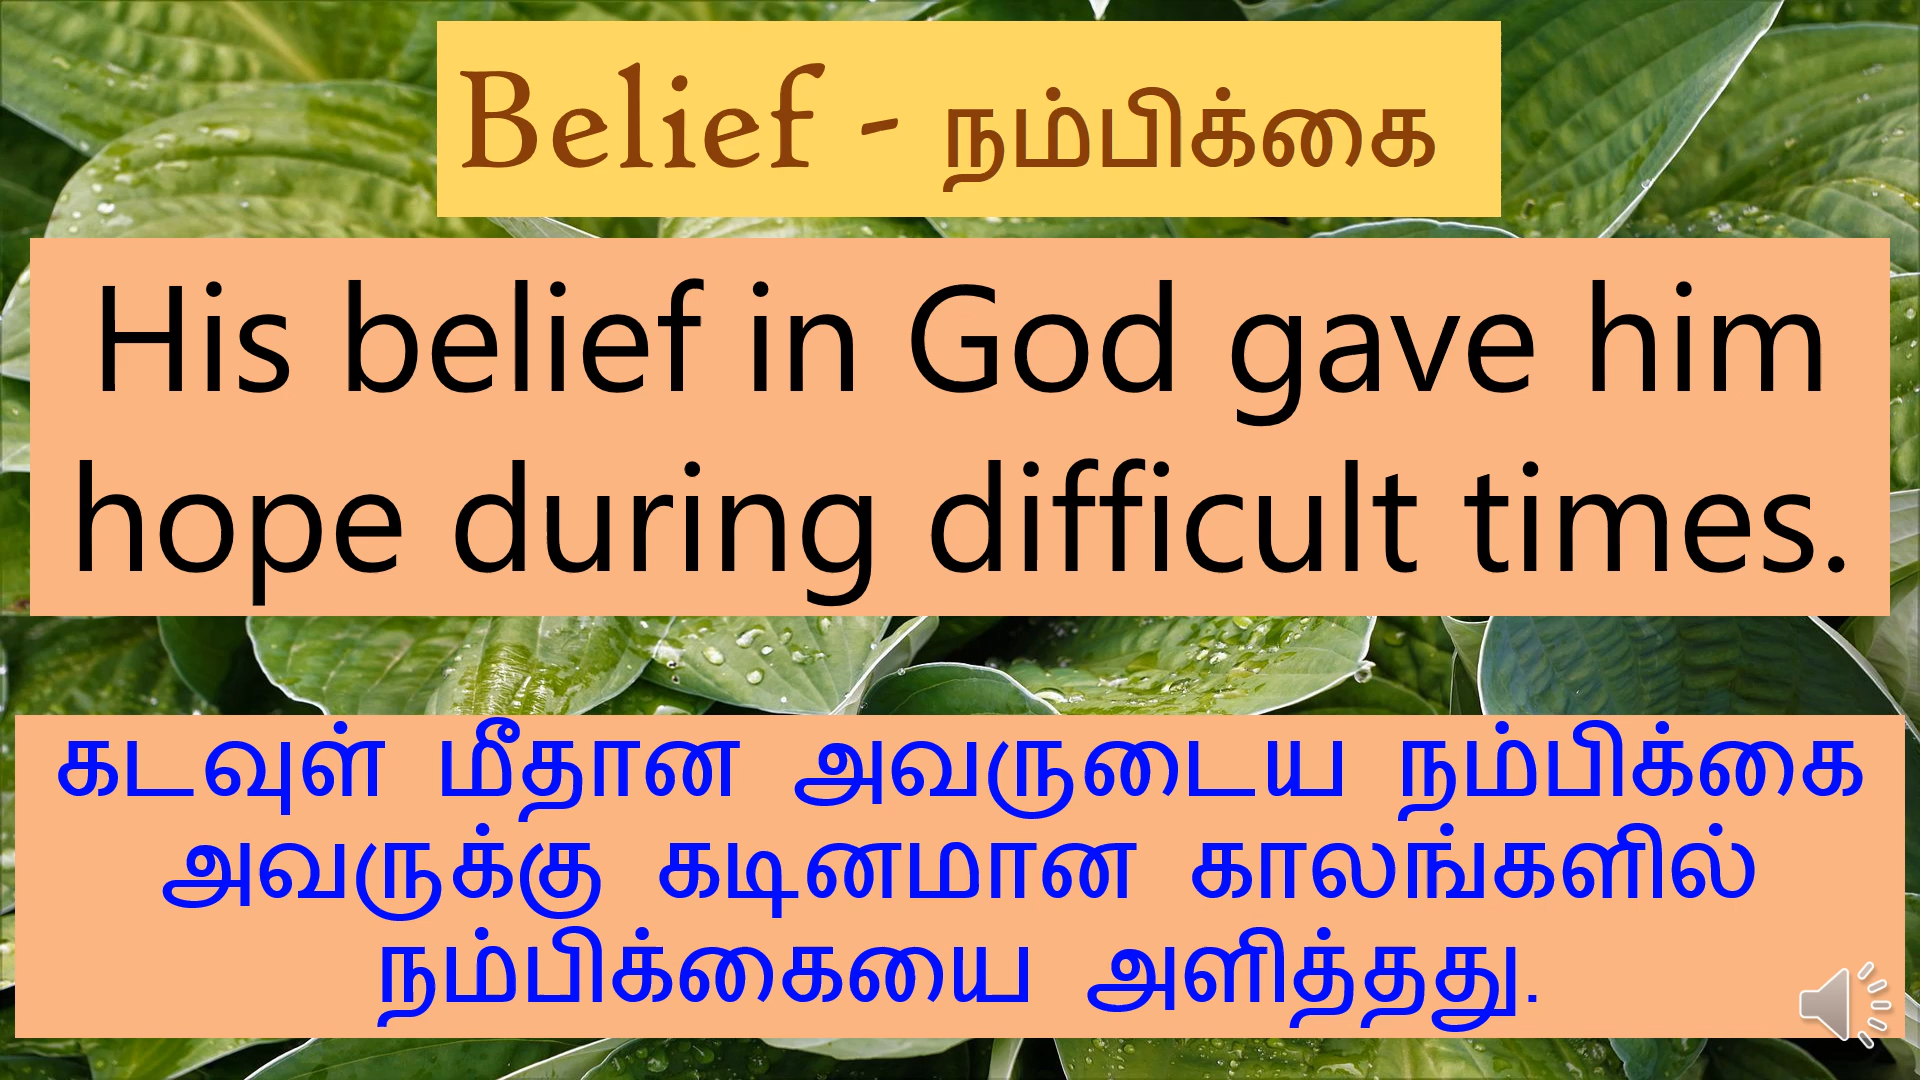 Belief - நம்பிக்கை
His belief in God gave him
hope during difficult times.
கடவுள் மீதான அவருடைய நம்பிக்கை
அவருக்கு கடினமான காலங்களில்
நம்பிக்கையை அளித்தது.